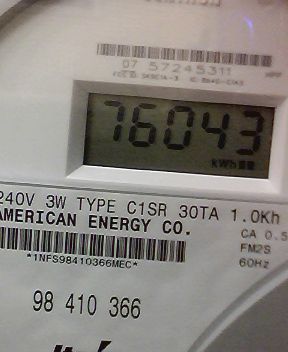 07 57245311
76043
kWh
240V 3W TYPE C1SR 30TA 1.0Kh
AMERICAN ENERGY CO.
CA 0.5
FM2S
60Hz
*1NFS98410366MEC*
98 410 366